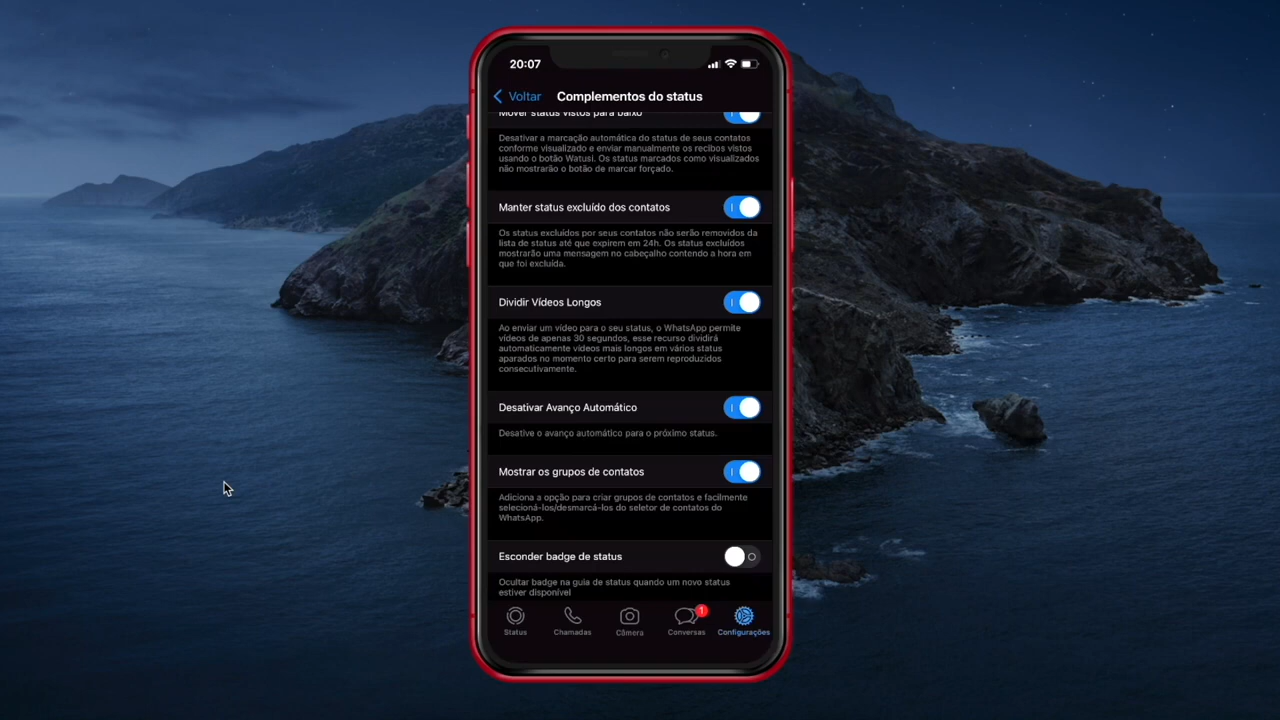 20:07
Voltar
Complementos do status
Mover status vistos para baixo
Desativar a marcação automática do status de seus contatos
conforme visualizado e enviar manualmente os recibos vistos
usando o botão Watusi. Os status marcados como visualizados
não mostrarão o botão de marcar forçado.
Manter status excluído dos contatos
Os status excluídos por seus contatos não serão removidos da
lista de status até que expirem em 24h. Os status excluídos
mostrarão uma mensagem no cabeçalho contendo a hora em
que foi excluída.
Dividir Vídeos Longos
Ao enviar um vídeo para o seu status, o WhatsApp permite
vídeos de apenas 30 segundos, esse recurso dividirá
automaticamente vídeos mais longos em vários status
aparados no momento certo para serem reproduzidos
consecutivamente.
Desativar Avanço Automático
Desative o avanço automático para o próximo status.
Mostrar os grupos de contatos
Adiciona a opção para criar grupos de contatos e facilmente
selecioná-los/desmarcá-los do seletor de contatos do
WhatsApp.
Esconder badge de status
Ocultar badge na guia de status quando um novo status
estiver disponível
1
Status
Chamadas
Câmera
Conversas
Configurações